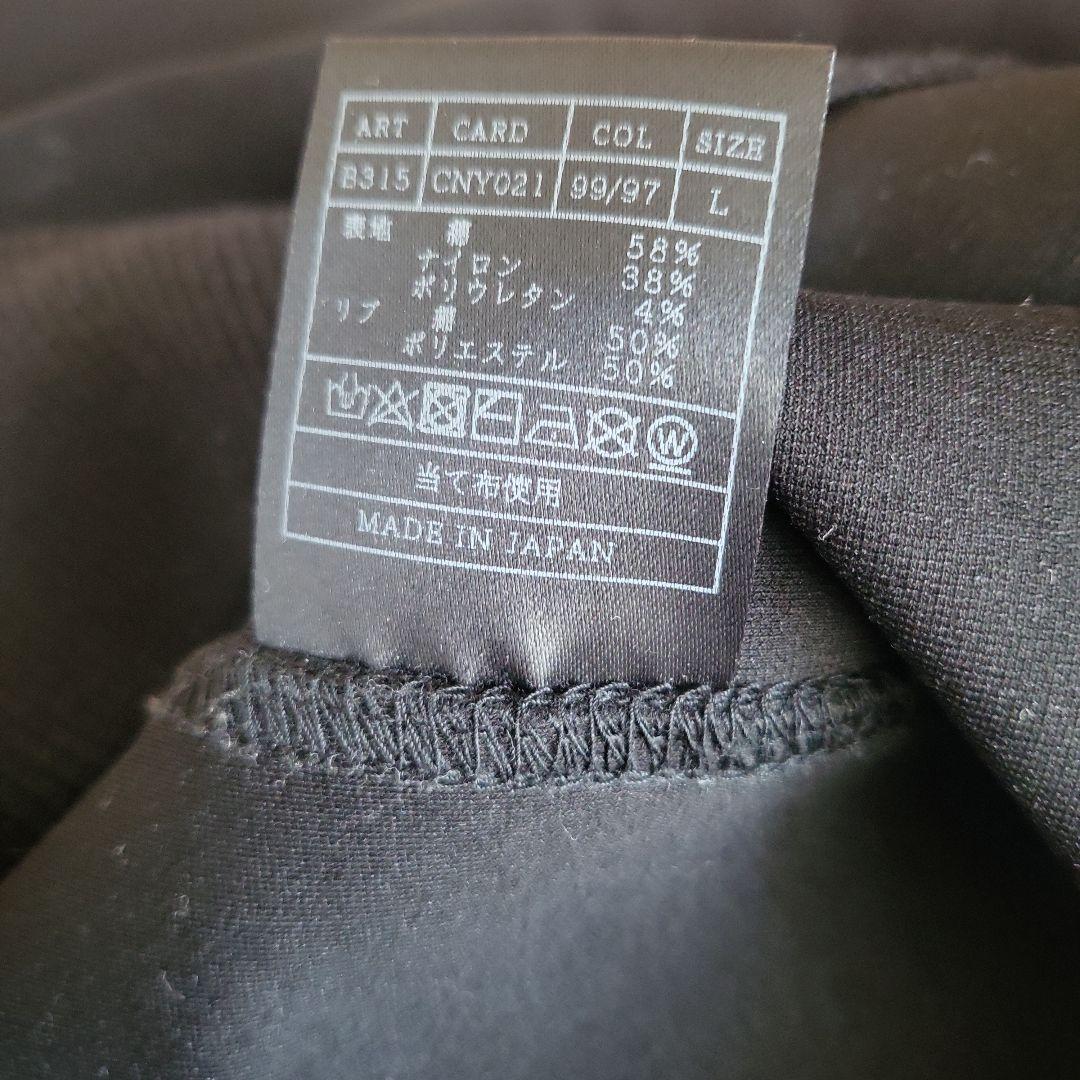 ART CARD COL SIZE
B315 CNY021 99/97 L
表地 綿 58%
ナイロン 38%
ポリウレタン 4%
リブ 綿 50%
ポリエステル 50%
W
当て布使用
MADE IN JAPAN